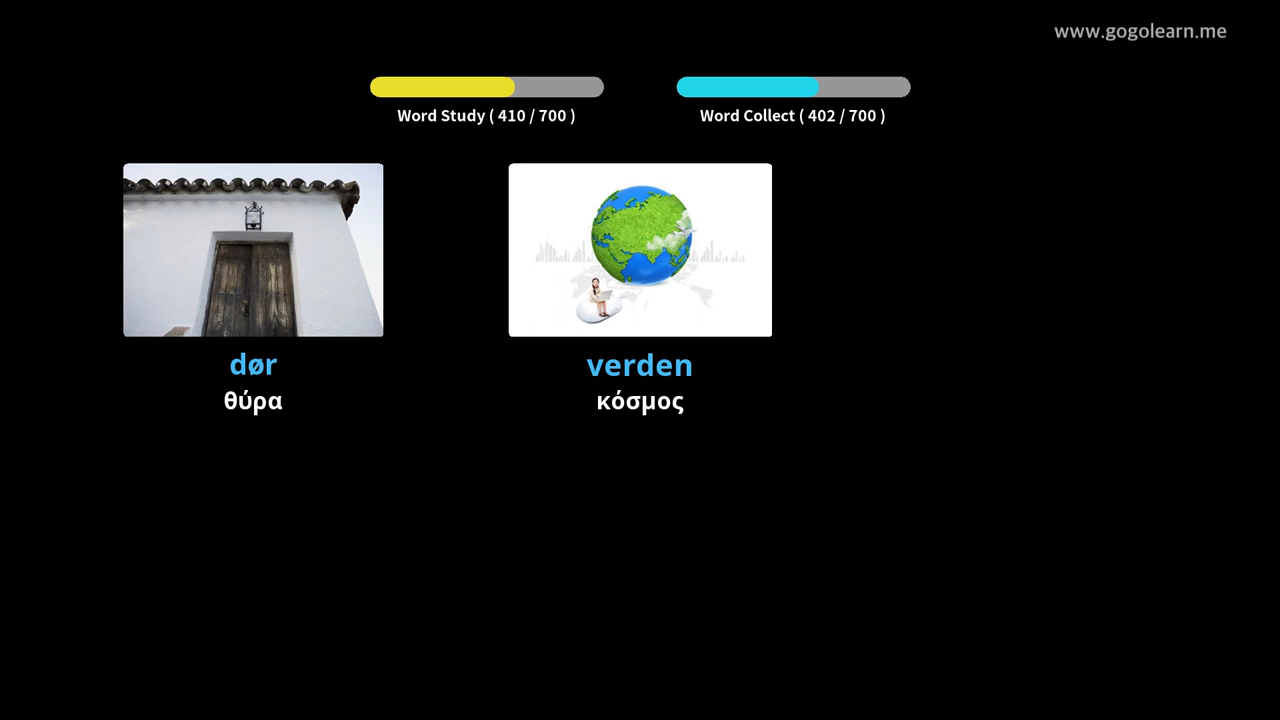 www.gogolearn.me
Word Study ( 410 / 700 )
Word Collect ( 402 / 700 )
dør
θύρα
verden
κόσμος